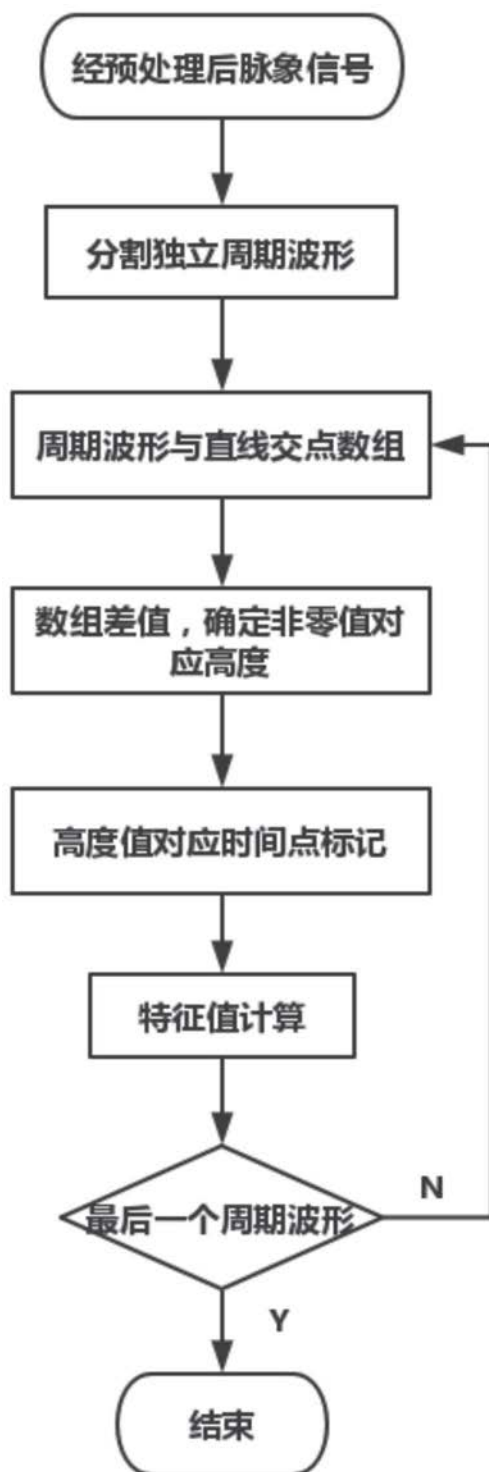 经预处理后脉象信号
分割独立周期波形
周期波形与直线交点数组
数组差值，确定非零值对
应高度
高度值对应时间点标记
特征值计算
最后一个周期波形
N
Y
结束